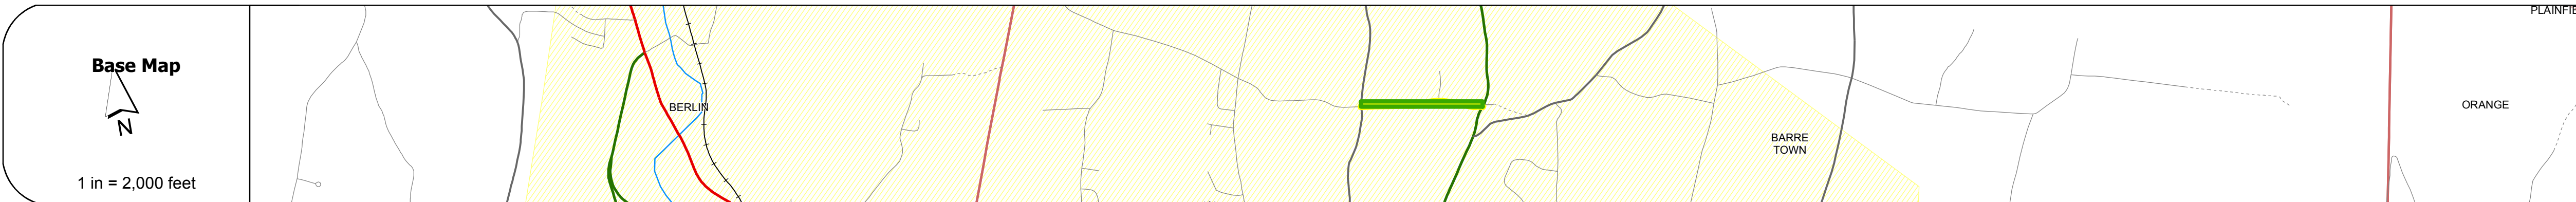 Base Map
N
1 in = 2,000 feet
BERLIN
BARRE
TOWN
ORANGE